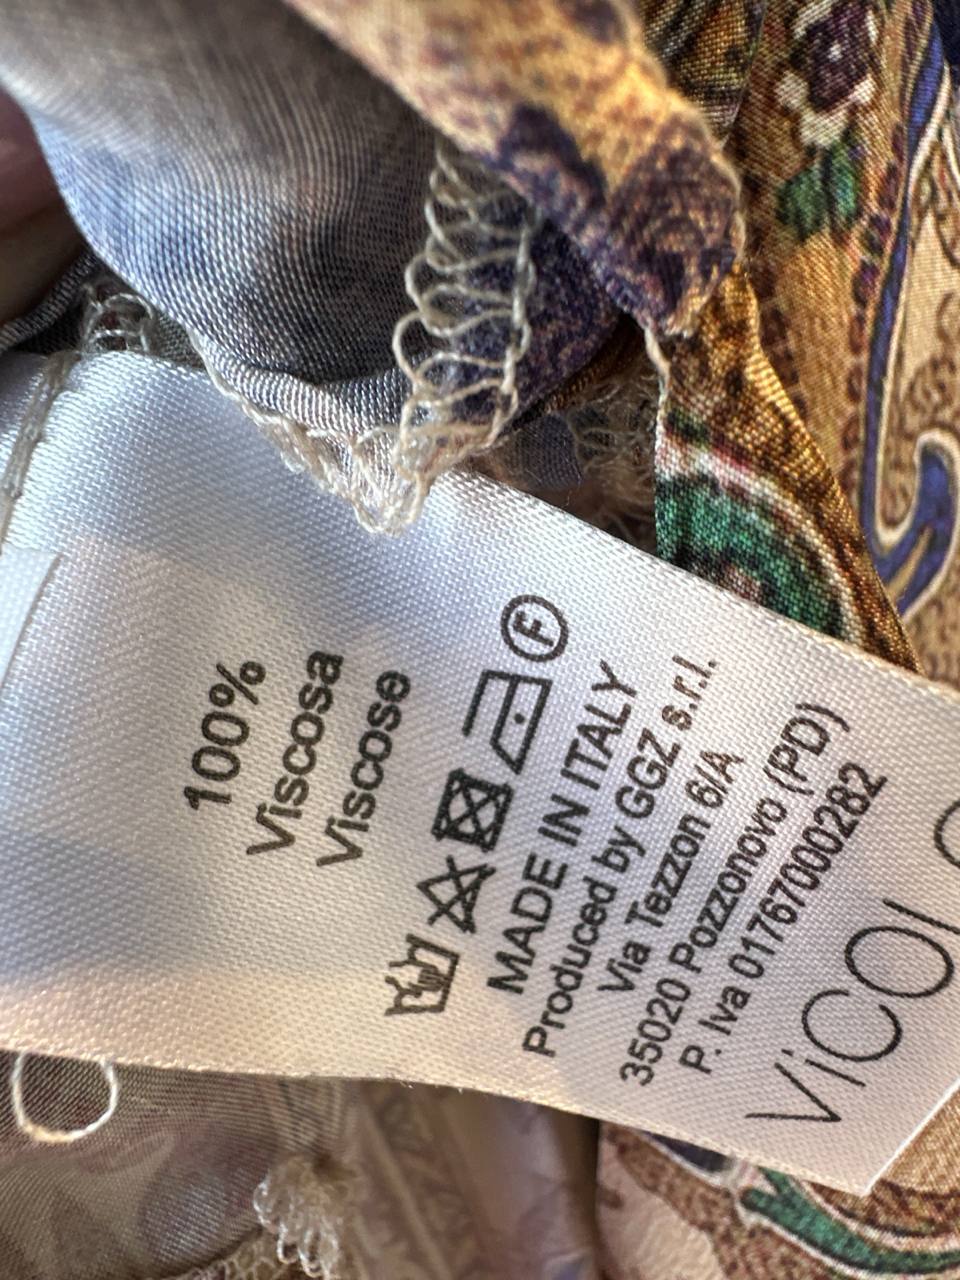 100%
Viscosa
Viscose
F
MADE IN ITALY
Produced by GGZ s.r.l.
Via Tezzon 6/A
35020 Pozzonovo (PD)
P. Iva 01767000282